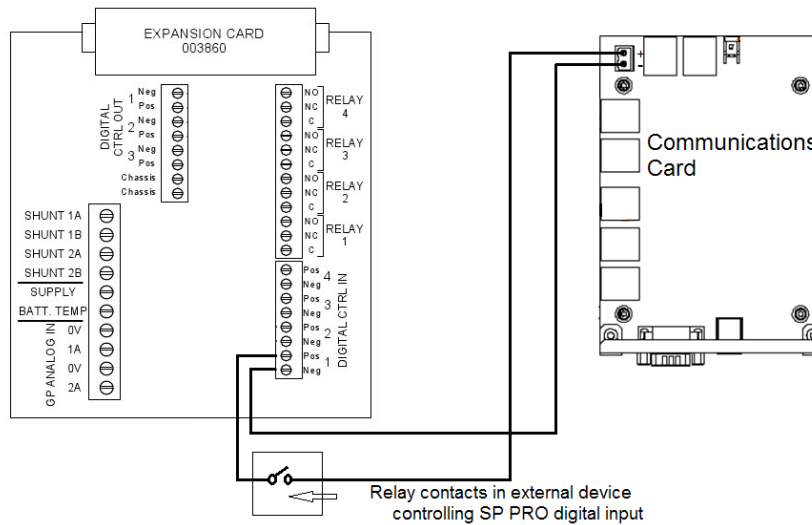 EXPANSION CARD
003860
DIGITAL
CTRL OUT
1
Neg
Pos
2
Neg
Pos
3
Neg
Pos
Chassis
Chassis
NO
NC
C
RELAY
4
NO
NC
C
RELAY
3
NO
NC
C
RELAY
2
NO
NC
C
RELAY
1
SHUNT 1A
SHUNT 1B
SHUNT 2A
SHUNT 2B
SUPPLY
BATT. TEMP
GP ANALOG IN
0V
1A
0V
2A
Pos
Neg
4
Pos
Neg
3
Pos
Neg
2
Pos
Neg
1
DIGITAL CTRL IN
+
-
Communications
Card
Relay contacts in external device
controlling SP PRO digital input